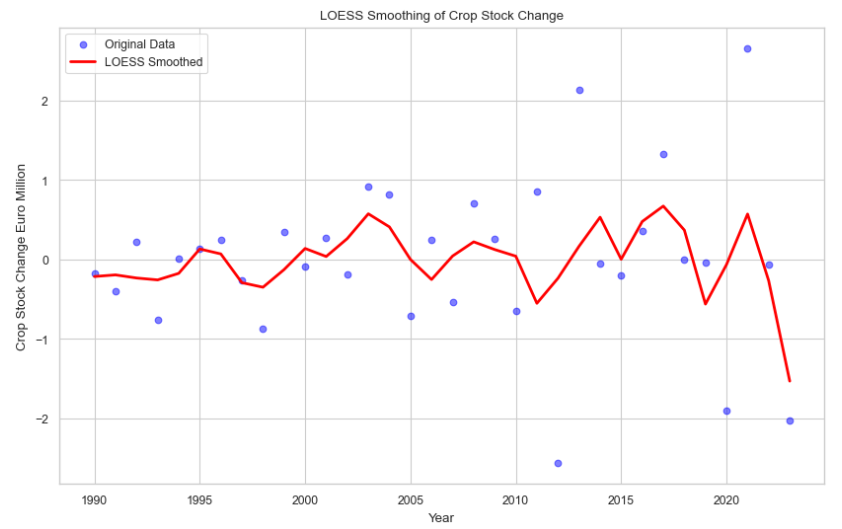 LOESS Smoothing of Crop Stock Change
Original Data
LOESS Smoothed
Crop Stock Change Euro Million
2
1
0
−1
−2
1990 1995 2000 2005 2010 2015 2020
Year